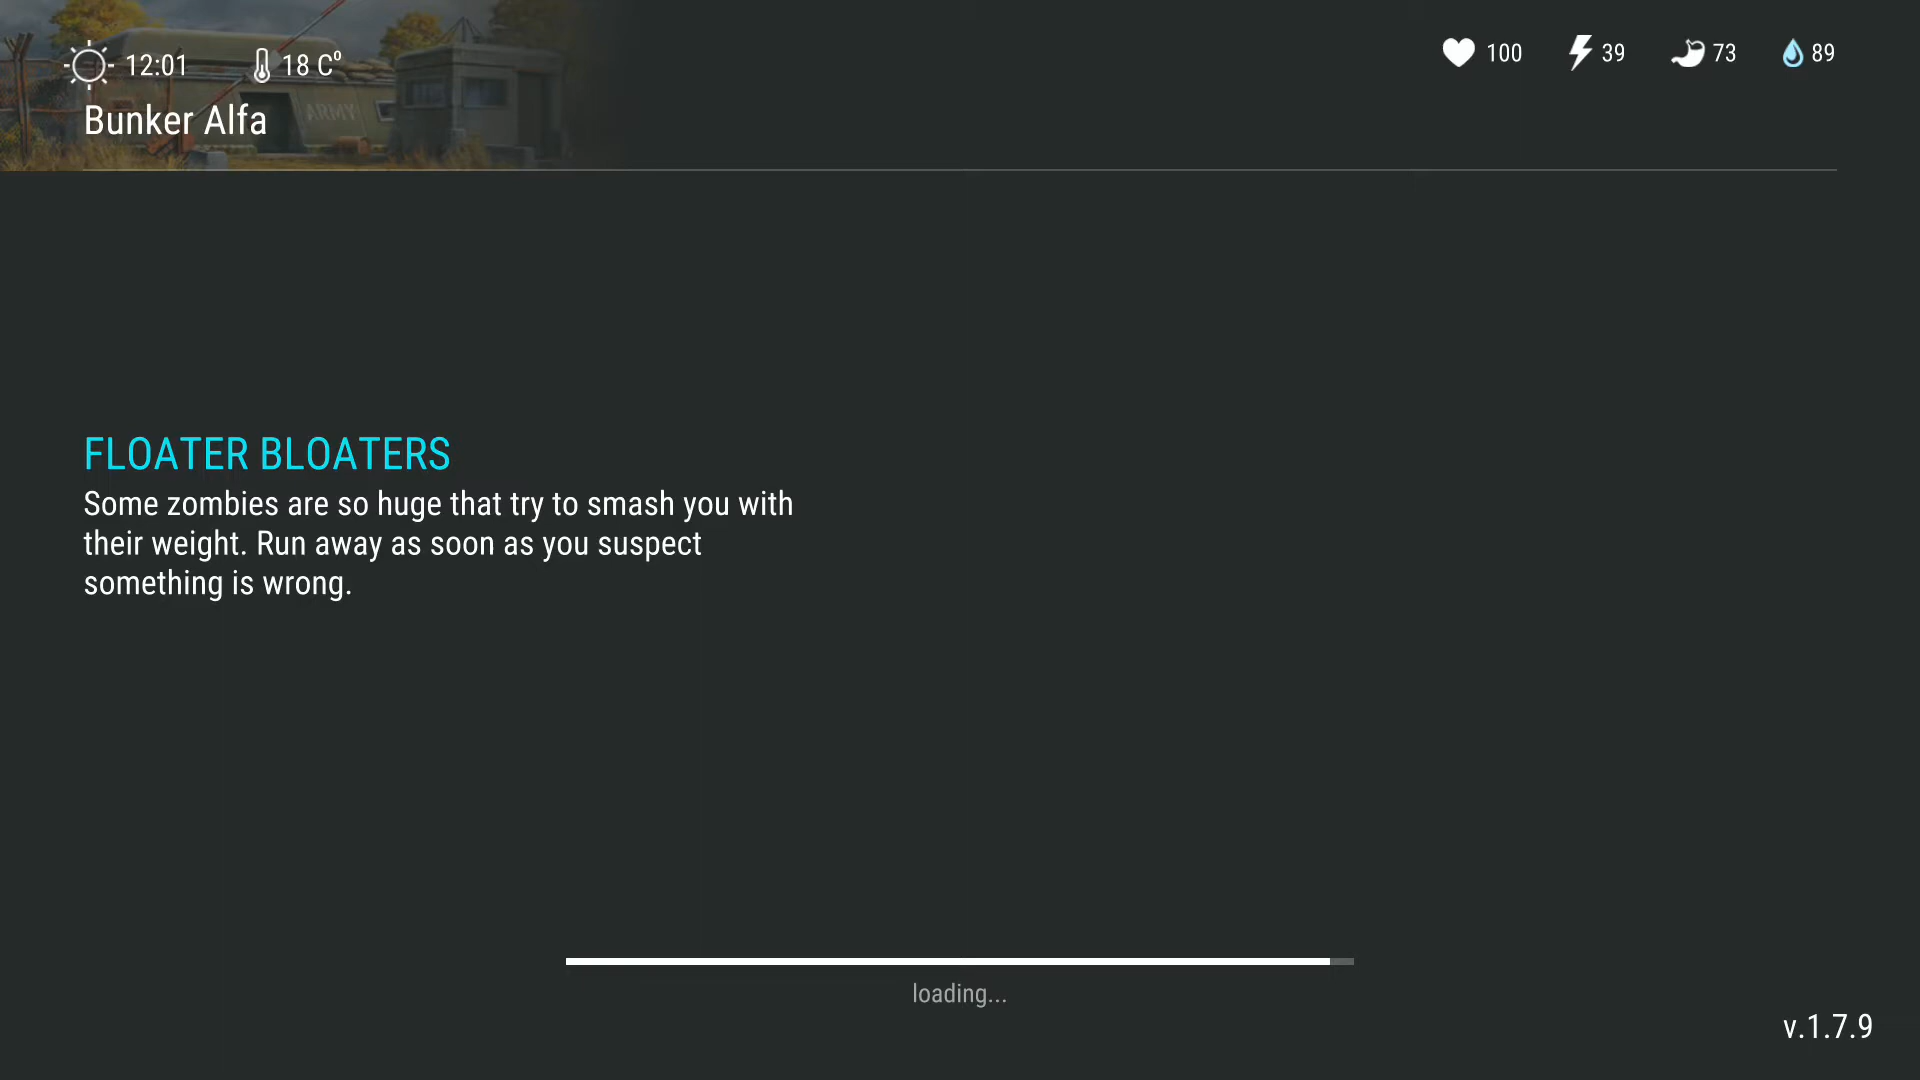 12:01 18 C⁰
100 39 73 89
Bunker Alfa
ARMY
FLOATER BLOATERS
Some zombies are so huge that try to smash you with
their weight. Run away as soon as you suspect
something is wrong.
loading...
v.1.7.9